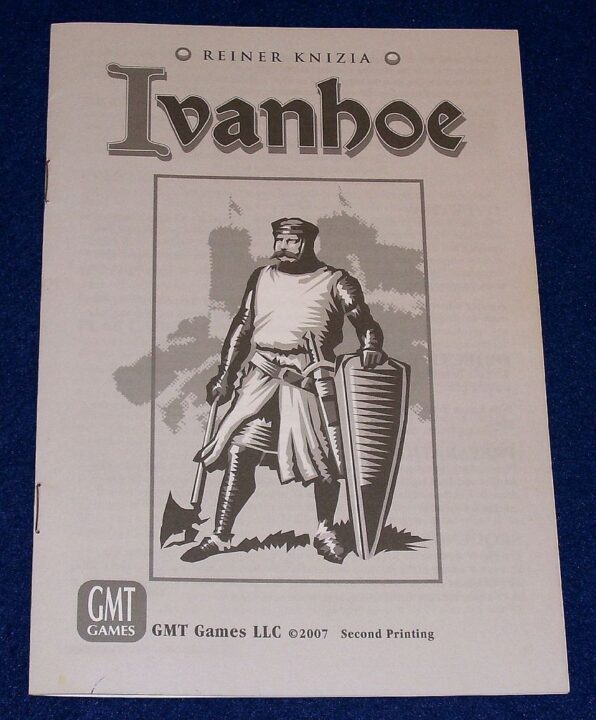 REINER KNIZIA
Ivanhoe
GMT
GAMES
GMT Games LLC ©2007 Second Printing